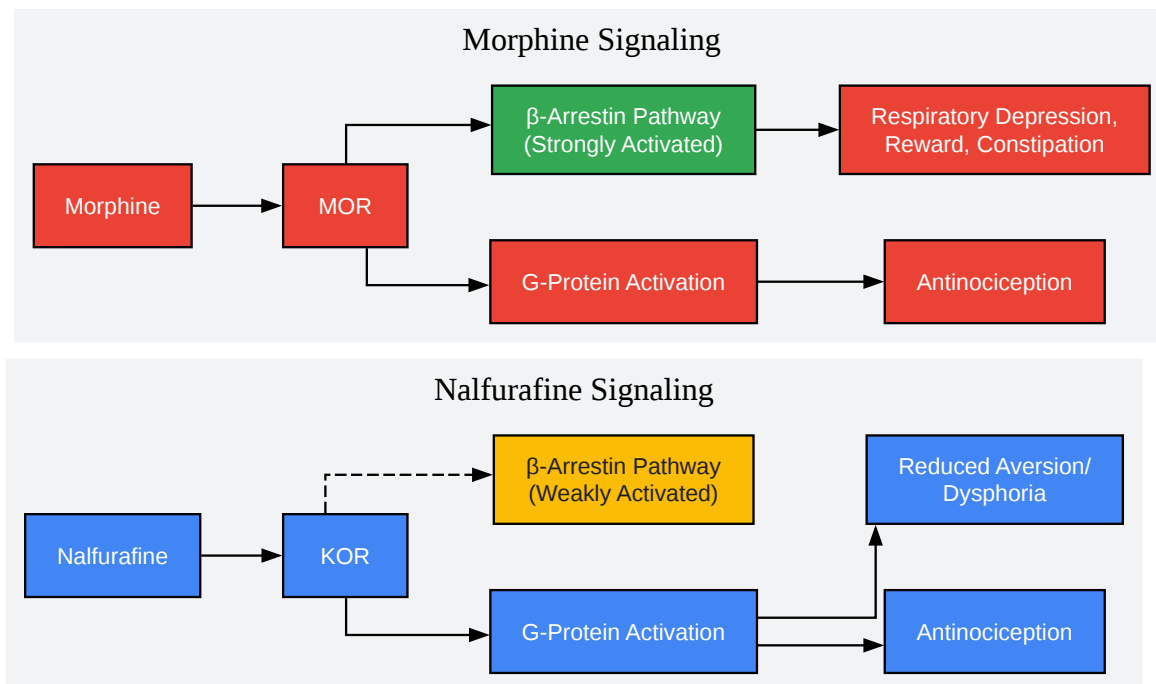 Morphine Signaling
β-Arrestin Pathway
(Strongly Activated)
Respiratory Depression,
Reward, Constipation
Morphine
MOR
G-Protein Activation
Antinociception
Nalfurafine Signaling
β-Arrestin Pathway
(Weakly Activated)
Reduced Aversion/
Dysphoria
Nalfurafine
KOR
G-Protein Activation
Antinociception